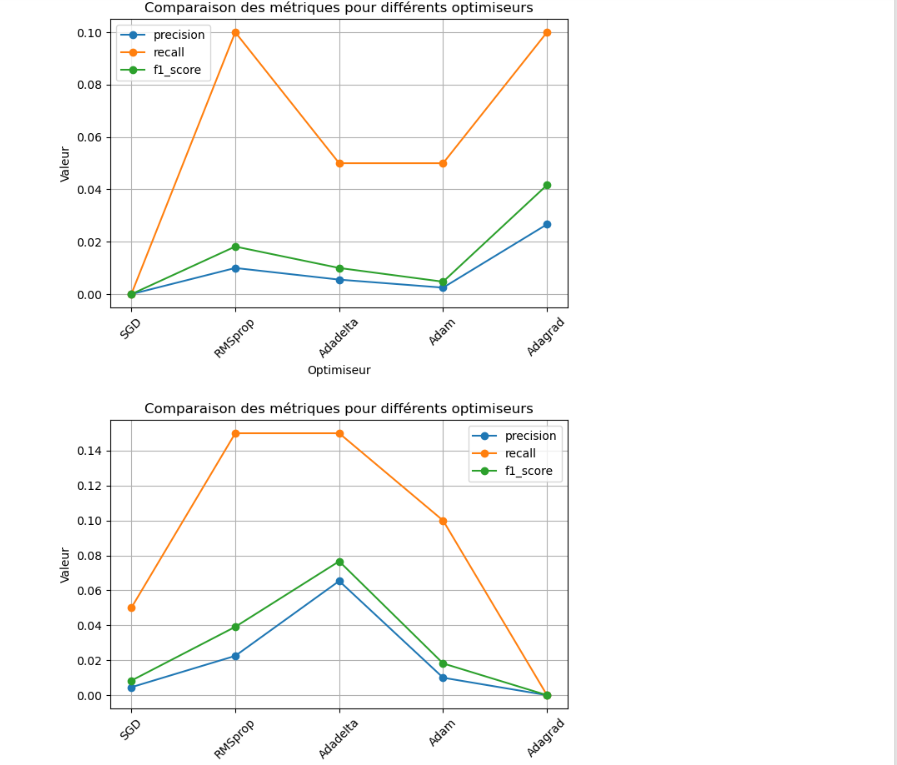 Comparaison des métriques pour différents optimiseurs
precision
recall
f1_score
0.10
0.08
0.06
0.04
0.02
0.00
Valeur
SGD
RMSprop
Adadelta
Adam
Adagrad
Optimiseur
Comparaison des métriques pour différents optimiseurs
precision
recall
f1_score
0.14
0.12
0.10
0.08
0.06
0.04
0.02
0.00
Valeur
SGD
RMSprop
Adadelta
Adam
Adagrad